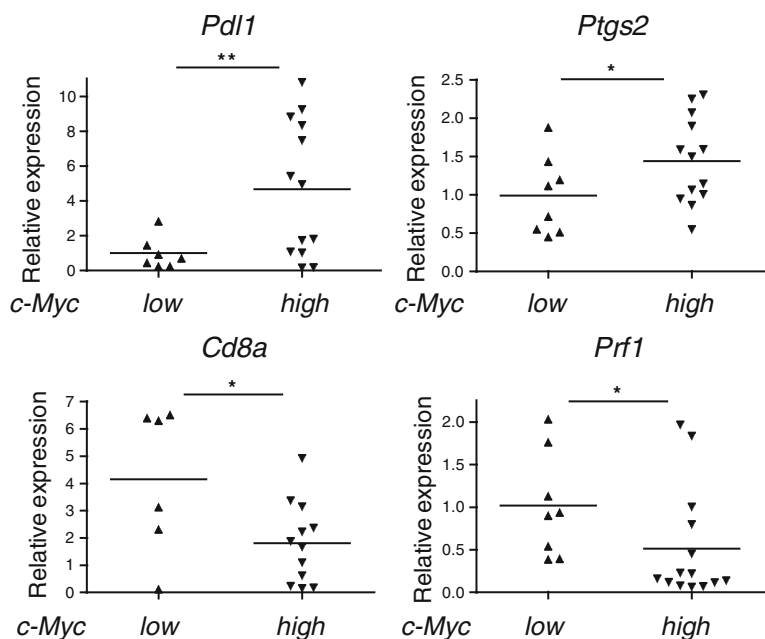 Pdl1
**
Relative expression
10
8
6
4
2
0
c-Myc low high
Ptgs2
*
Relative expression
2.5
2.0
1.5
1.0
0.5
0.0
c-Myc low high
Cd8a
*
Relative expression
7
6
5
4
3
2
1
0
c-Myc low high
Prf1
*
Relative expression
2.0
1.5
1.0
0.5
0.0
c-Myc low high